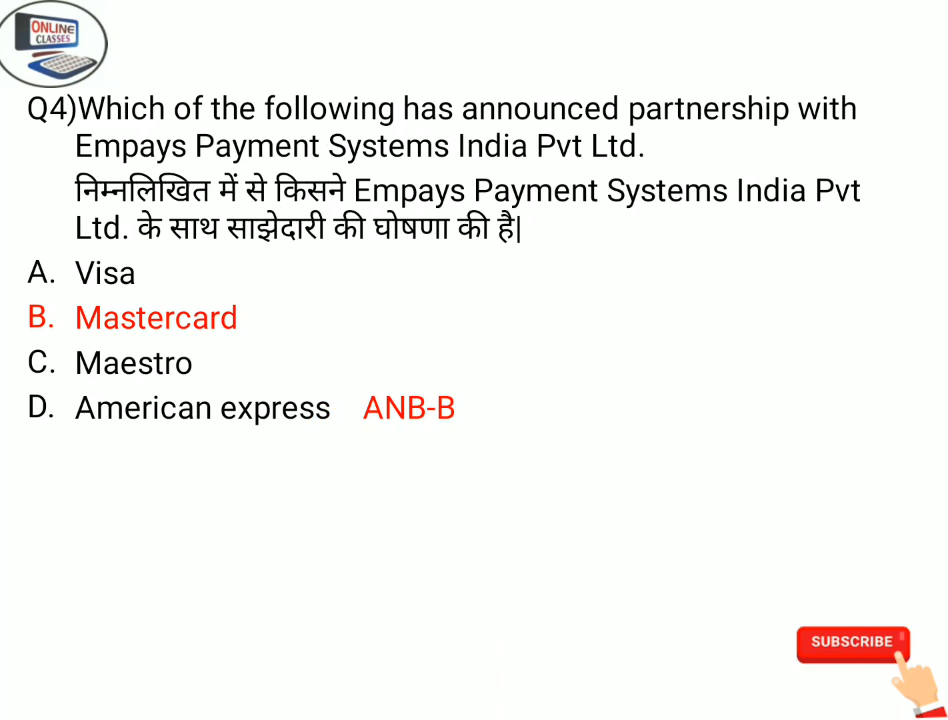 ONLINE
CLASSES
Q4)Which of the following has announced partnership with
Empays Payment Systems India Pvt Ltd.
निम्नलिखित में से किसने Empays Payment Systems India Pvt
Ltd. के साथ साझेदारी की घोषणा की है|
A. Visa
B. Mastercard
C. Maestro
D. American express ANB-B
SUBSCRIBE